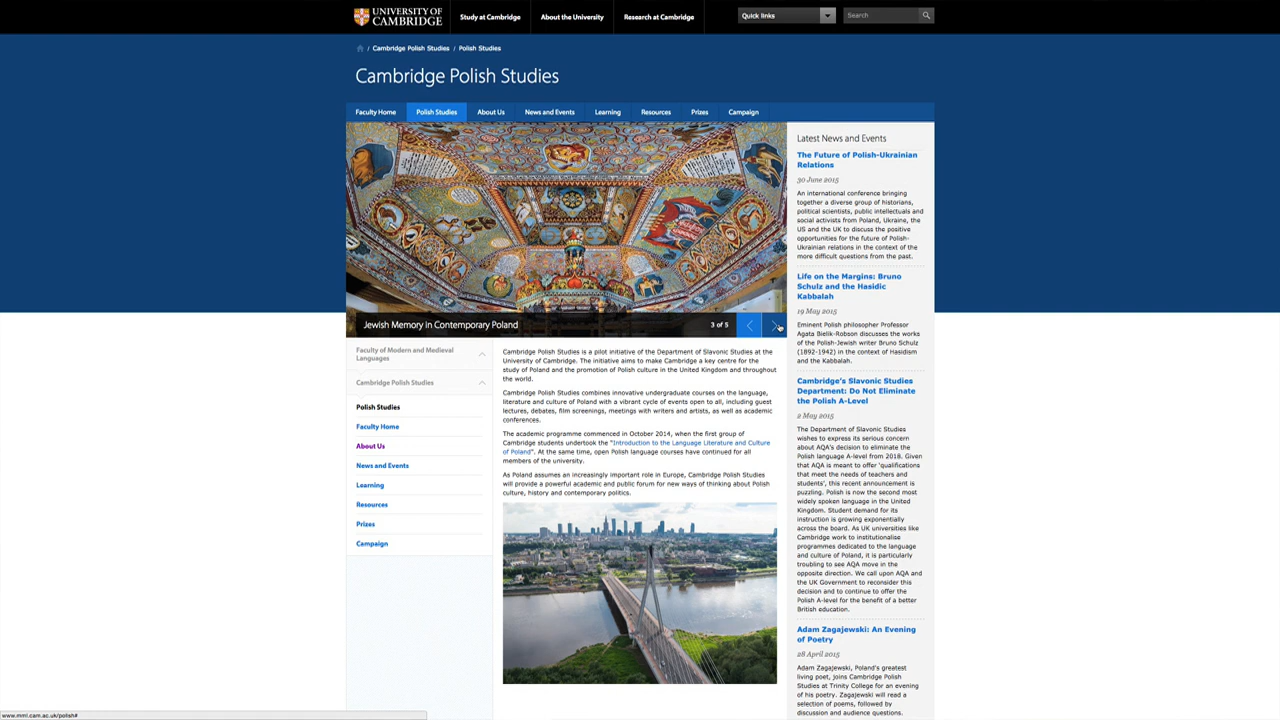 UNIVERSITY OF
CAMBRIDGE
Study at Cambridge
About the University
Research at Cambridge
Quick links
Search
/ Cambridge Polish Studies / Polish Studies
Cambridge Polish Studies
Faculty Home
Polish Studies
About Us
News and Events
Learning
Resources
Prizes
Campaign
Jewish Memory in Contemporary Poland
3 of 5
Faculty of Modern and Medieval
Languages
Cambridge Polish Studies
Polish Studies
Faculty Home
About Us
News and Events
Learning
Resources
Prizes
Campaign
Cambridge Polish Studies is a pilot initiative of the Department of Slavonic Studies at the
University of Cambridge. The initiative aims to make Cambridge a key centre for the
study of Poland and the promotion of Polish culture in the United Kingdom and throughout
the world.
Cambridge Polish Studies combines innovative undergraduate courses on the language,
literature and culture of Poland with a vibrant cycle of events open to all, including guest
lectures, debates, film screenings, meetings with writers and artists, as well as academic
conferences.
The academic programme commenced in October 2014, when the first group of
Cambridge students undertook the "Introduction to the Language Literature and Culture
of Poland". At the same time, open Polish language courses have continued for all
members of the university.
As Poland assumes an increasingly important role in Europe, Cambridge Polish Studies
will provide a powerful academic and public forum for new ways of thinking about Polish
culture, history and contemporary politics.
Latest News and Events
The Future of Polish-Ukrainian
Relations
30 June 2015
An international conference bringing
together a diverse group of historians,
political scientists, public intellectuals and
social activists from Poland, Ukraine, the
US and the UK to discuss the positive
opportunities for the future of Polish-
Ukrainian relations in the context of the
more difficult questions from the past.
Life on the Margins: Bruno
Schulz and the Hasidic
Kabbalah
19 May 2015
Eminent Polish philosopher Professor
Agata Bielik-Robson discusses the works
of the Polish-Jewish writer Bruno Schulz
(1892-1942) in the context of Hasidism
and the Kabbalah.
Cambridge's Slavonic Studies
Department: Do Not Eliminate
the Polish A-Level
2 May 2015
The Department of Slavonic Studies
wishes to express its serious concern
about AQA's decision to eliminate the
Polish language A-level from 2018. Given
that AQA is meant to offer 'qualifications
that meet the needs of teachers and
students', this recent announcement is
puzzling. Polish is now the second most
widely spoken language in the United
Kingdom. Student demand for its
instruction is growing exponentially
across the board. As UK universities like
Cambridge work to institutionalise
programmes dedicated to the language
and culture of Poland, it is particularly
troubling to see AQA move in the
opposite direction. We call upon AQA and
the UK Government to reconsider this
decision and to continue to offer the
Polish A-level for the benefit of a better
British education.
Adam Zagajewski: An Evening
of Poetry
28 April 2015
Adam Zagajewski, Poland's greatest
living poet, joins Cambridge Polish
Studies at Trinity College for an evening
of his poetry. Zagajewski will read a
selection of poems, followed by
discussion and audience questions.
www.mml.cam.ac.uk/polish#